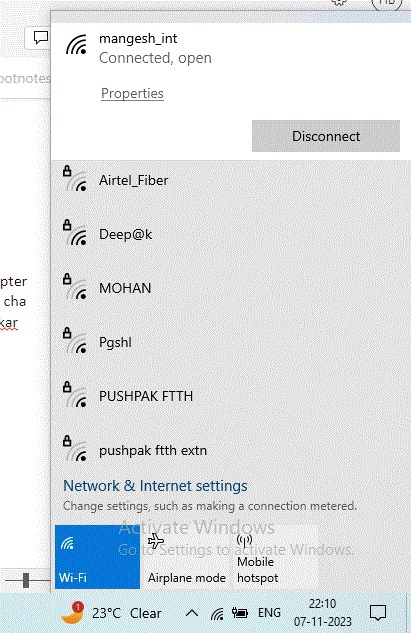 HB
mangesh_int
Connected, open
ootnotes
Properties
Disconnect
Airtel_Fiber
Deep@k
MOHAN
pter
cha
kar
Pgshl
PUSHPAK FTTH
pushpak ftth extn
Network & Internet settings
Change settings, such as making a connection metered.
Activate Windows
Go to Settings to activate Windows.
Wi-Fi
Airplane mode
Mobile
hotspot
1
23°C Clear
ENG
22:10
07-11-2023